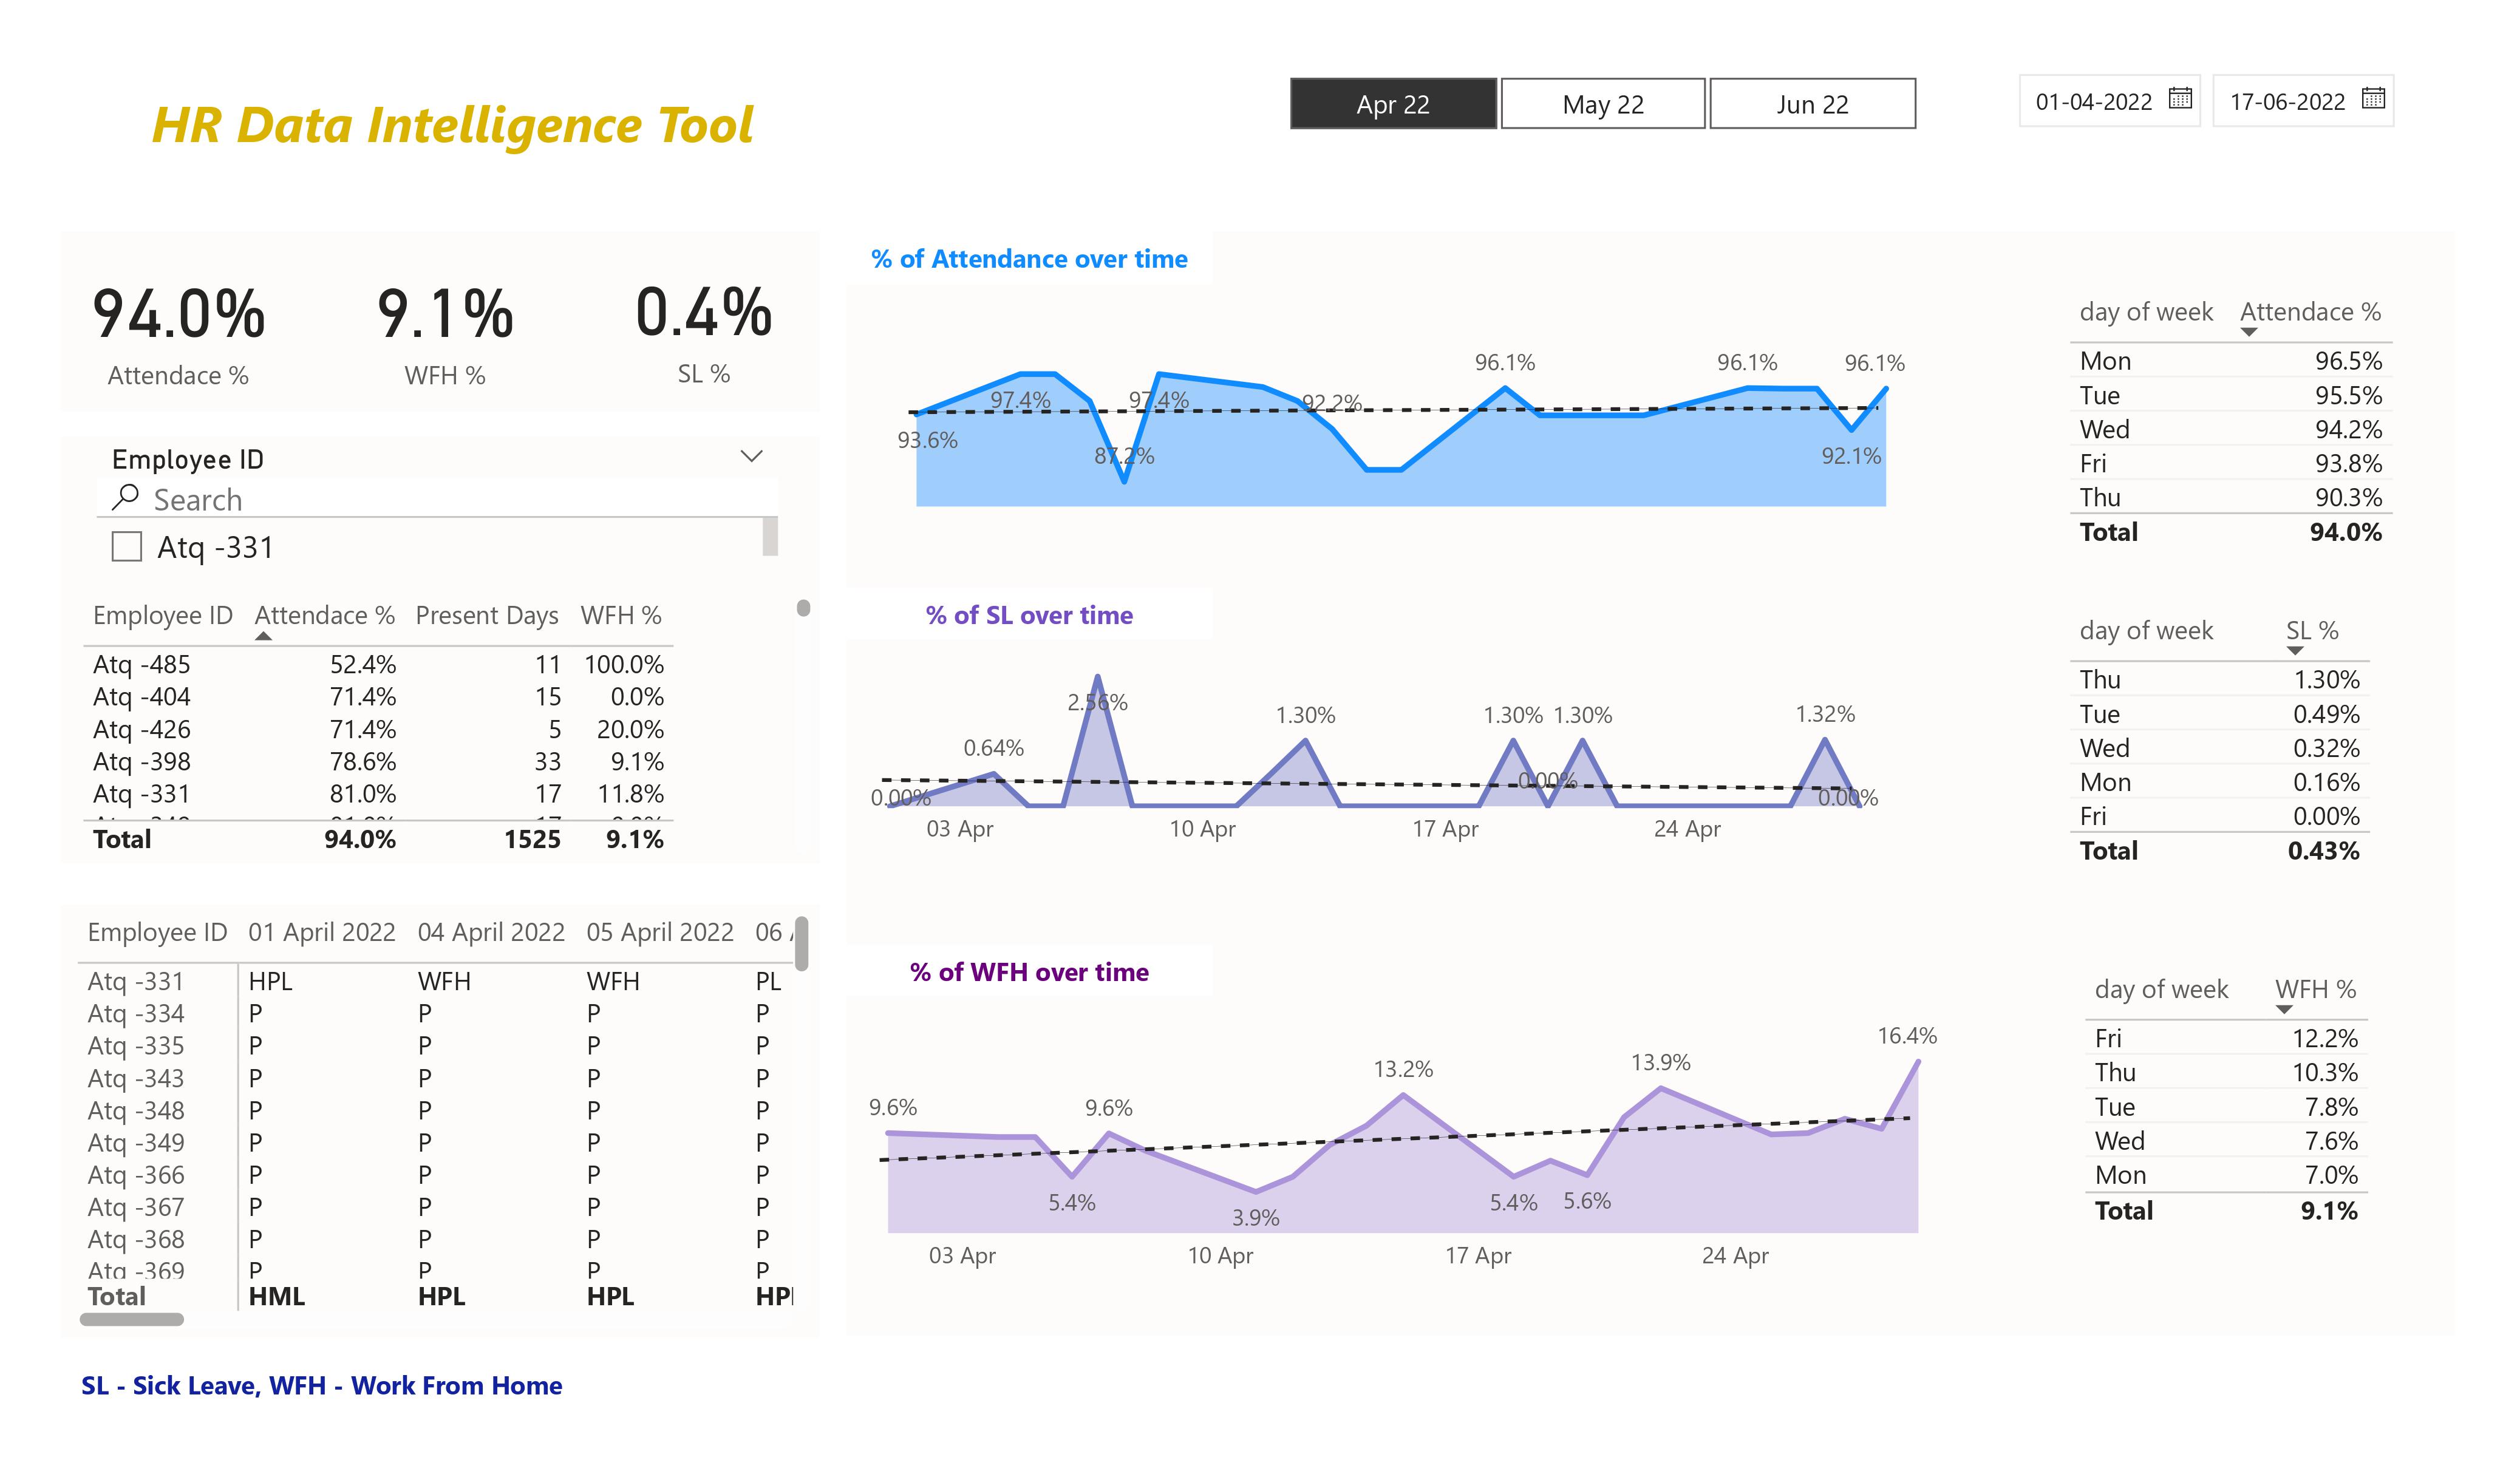 HR Data Intelligence Tool
Apr 22 May 22 Jun 22
01-04-2022 17-06-2022
94.0% 9.1% 0.4%
Attendace % WFH % SL %
Employee ID
Search
Atq -331
Employee ID Attendace % Present Days WFH %
Atq -485 52.4% 11 100.0%
Atq -404 71.4% 15 0.0%
Atq -426 71.4% 5 20.0%
Atq -398 78.6% 33 9.1%
Atq -331 81.0% 17 11.8%
Total 94.0% 1525 9.1%
Employee ID 01 April 2022 04 April 2022 05 April 2022 06
Atq -331 HPL WFH WFH PL
Atq -334 P P P P
Atq -335 P P P P
Atq -343 P P P P
Atq -348 P P P P
Atq -349 P P P P
Atq -366 P P P P
Atq -367 P P P P
Atq -368 P P P P
Atq -369 P P P P
Total HML HPL HPL
% of Attendance over time
96.1% 96.1% 96.1%
97.4% 97.4% 92.2%
93.6% 87.2% 92.1%
day of week Attendace %
Mon 96.5%
Tue 95.5%
Wed 94.2%
Fri 93.8%
Thu 90.3%
Total 94.0%
% of SL over time
2.56% 1.30% 1.30% 1.30% 1.32%
0.64%
0.00% 0.00% 0.00%
03 Apr 10 Apr 17 Apr 24 Apr
day of week SL %
Thu 1.30%
Tue 0.49%
Wed 0.32%
Mon 0.16%
Fri 0.00%
Total 0.43%
% of WFH over time
16.4%
13.2% 13.9%
9.6% 9.6%
5.4% 3.9% 5.4% 5.6%
03 Apr 10 Apr 17 Apr 24 Apr
day of week WFH %
Fri 12.2%
Thu 10.3%
Tue 7.8%
Wed 7.6%
Mon 7.0%
Total 9.1%
SL - Sick Leave, WFH - Work From Home